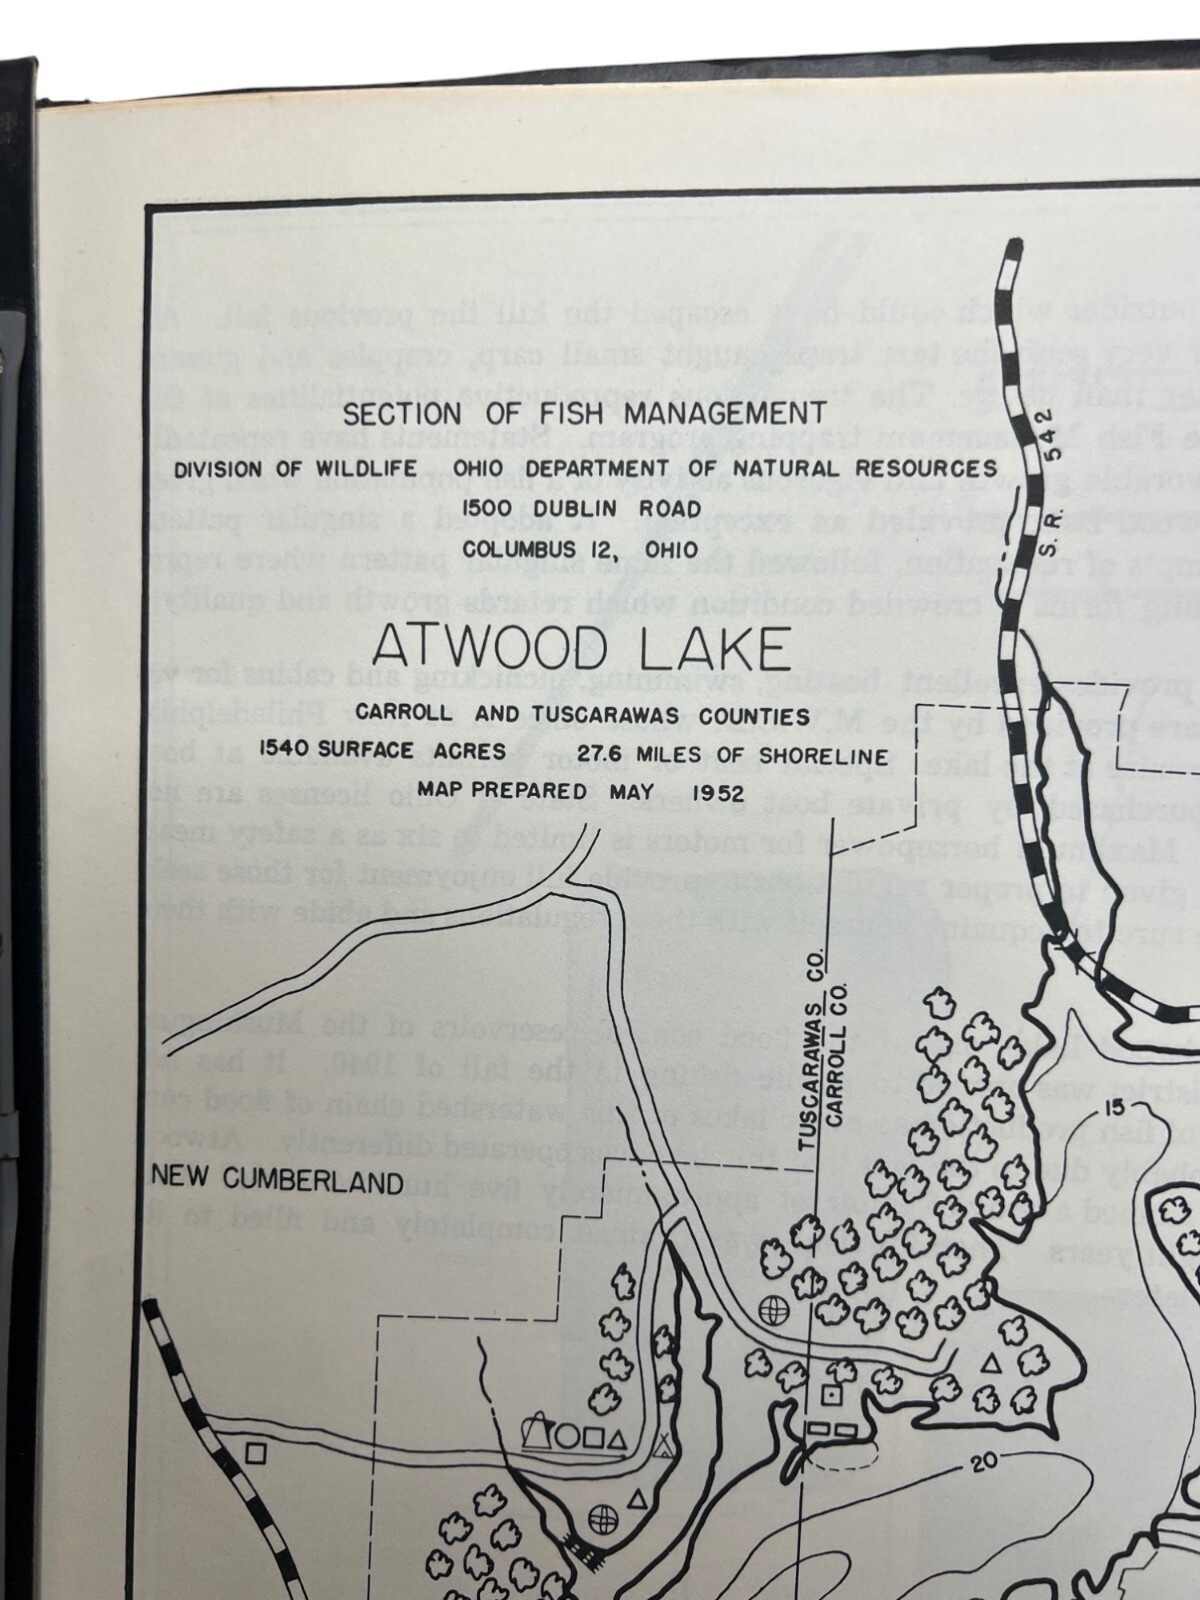 SECTION OF FISH MANAGEMENT
DIVISION OF WILDLIFE OHIO DEPARTMENT OF NATURAL RESOURCES
1500 DUBLIN ROAD
COLUMBUS 12, OHIO
ATWOOD LAKE
CARROLL AND TUSCARAWAS COUNTIES
1540 SURFACE ACRES 27.6 MILES OF SHORELINE
MAP PREPARED MAY 1952
S. R. 542
TUSCARAWAS CO.
CARROLL CO.
15
NEW CUMBERLAND
20